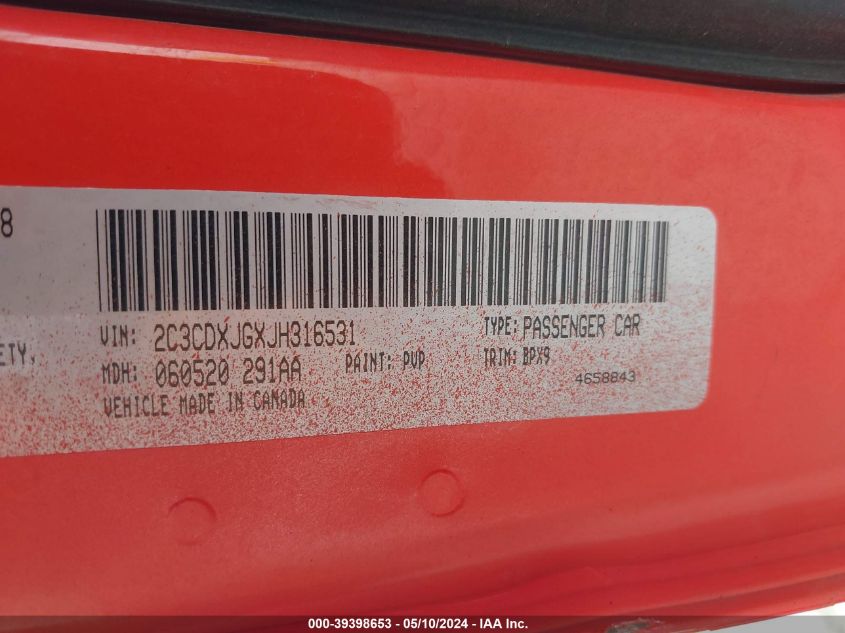 8
VIN: 2C3CDXJGXJH316531 TYPE: PASSENGER CAR
ETY,
MDH: 060520 291AA PAINT: PVP TRIM: BPX9
4658843
VEHICLE MADE IN CANADA
000-39398653 - 05/10/2024 - IAA Inc.